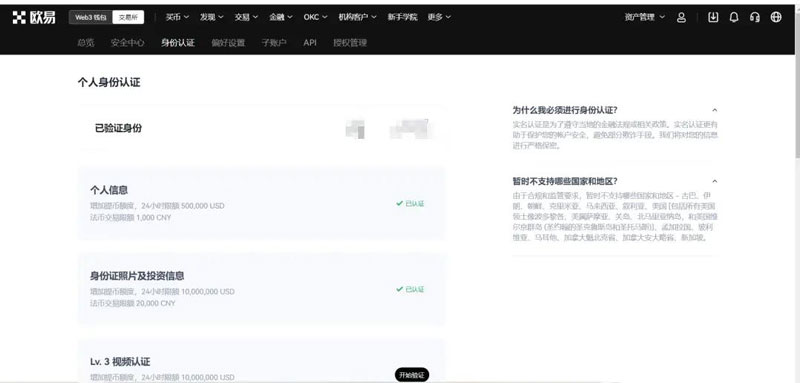 欧易 Web3 钱包 交易所 买币 发现 交易 金融 OKC 机构客户 新手学院 更多 资产管理
总览 安全中心 身份认证 偏好设置 子账户 API 授权管理
个人身份认证
已验证身份
个人信息
增加提币额度，24小时限额 500,000 USD
法币交易限额 1,000 CNY
已认证
身份证照片及投资信息
增加提币额度，24小时限额 10,000,000 USD
法币交易限额 20,000 CNY
已认证
Lv. 3 视频认证
增加提币额度，24小时限额 10,000,000 USD
开始验证
为什么我必须进行身份认证？
实名认证是为了遵守当地的金融法规或相关政策。实名认证更有
助于保护您的帐户安全，避免部分欺诈手段。我们将对您的信息
进行严格保密。
暂时不支持哪些国家和地区？
由于合规和监管要求，暂时不支持哪些国家和地区 - 古巴、伊
朗、朝鲜、克里米亚、马来西亚、叙利亚、美国 [包括所有美国
领土像波多黎各、美属萨摩亚、关岛、北马里亚纳岛、和美国维
尔京群岛 (圣约翰的圣克鲁斯岛和圣托马斯)]、孟加拉国、玻利
维亚、马耳他、加拿大魁北克省、加拿大安大略省、新加坡。